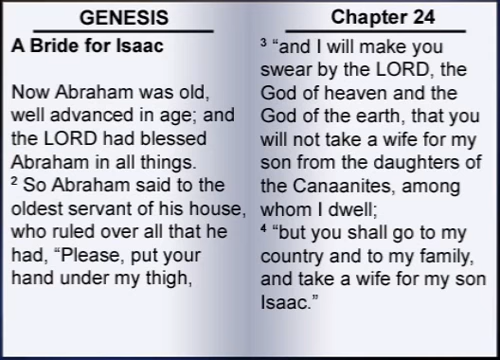 GENESIS
A Bride for Isaac
Now Abraham was old,
well advanced in age; and
the LORD had blessed
Abraham in all things.
² So Abraham said to the
oldest servant of his house,
who ruled over all that he
had, “Please, put your
hand under my thigh,
Chapter 24
³ “and I will make you
swear by the LORD, the
God of heaven and the
God of the earth, that you
will not take a wife for my
son from the daughters of
the Canaanites, among
whom I dwell;
⁴ “but you shall go to my
country and to my family,
and take a wife for my son
Isaac.”